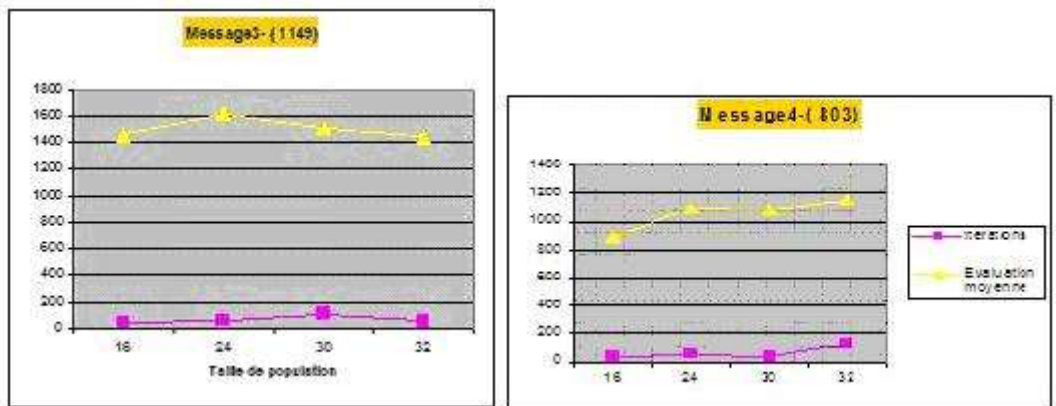 Message3- (1149)
1800
1600
1400
1200
1000
800
600
400
200
0
16 24 30 32
Taille de population
Message4-( 803)
1400
1200
1000
800
600
400
200
0
16 24 30 32
Iterations
Evaluation
moyenne